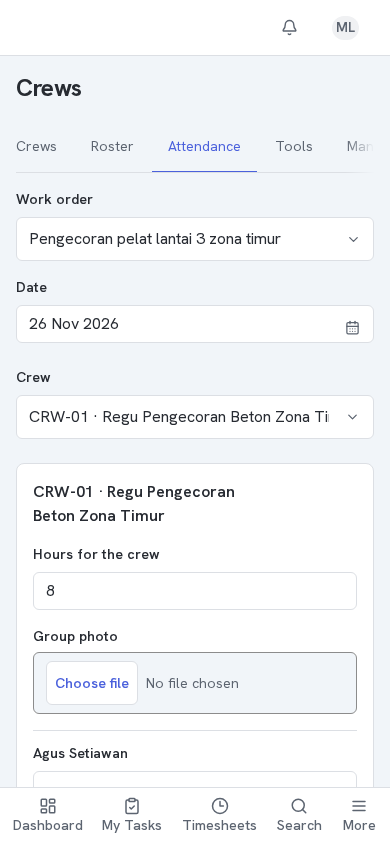 ML
Crews
Crews Roster Attendance Tools
Work order
Pengecoran pelat lantai 3 zona timur
Date
26 Nov 2026
Crew
CRW-01 · Regu Pengecoran Beton Zona
CRW-01 · Regu Pengecoran
Beton Zona Timur
Hours for the crew
8
Group photo
Choose file No file chosen
Agus Setiawan
Dashboard My Tasks Timesheets Search More